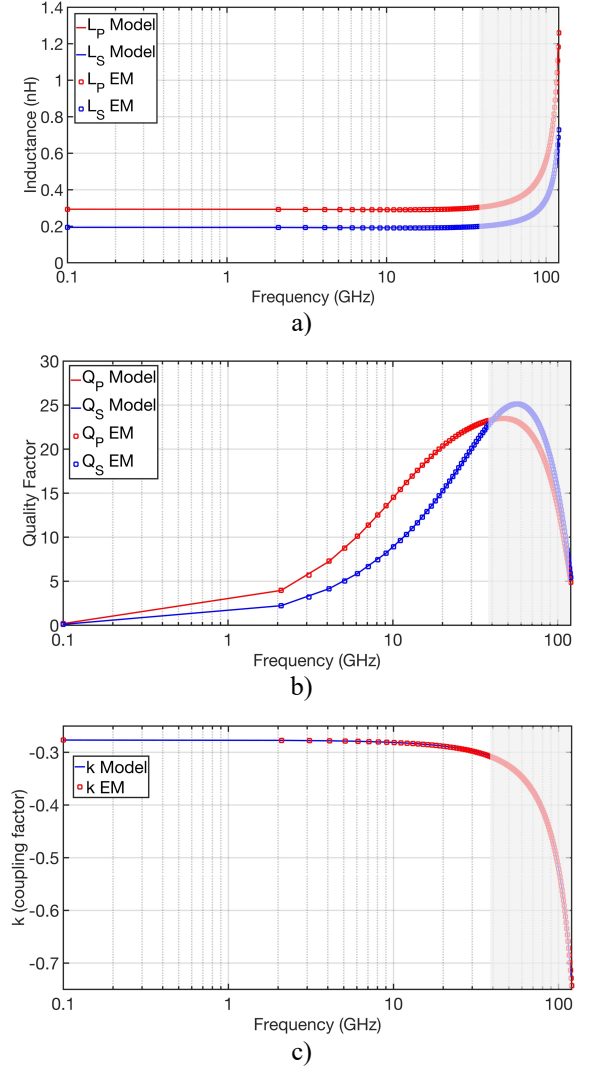 1.4
1.2
1
0.8
0.6
0.4
0.2
0
Inductance (nH)
L_P Model
L_S Model
L_P EM
L_S EM
0.1 1 10 100
Frequency (GHz)
a)
30
25
20
15
10
5
0
Quality Factor
Q_P Model
Q_S Model
Q_P EM
Q_S EM
0.1 1 10 100
Frequency (GHz)
b)
-0.3
-0.4
-0.5
-0.6
-0.7
k (coupling factor)
k Model
k EM
0.1 1 10 100
Frequency (GHz)
c)